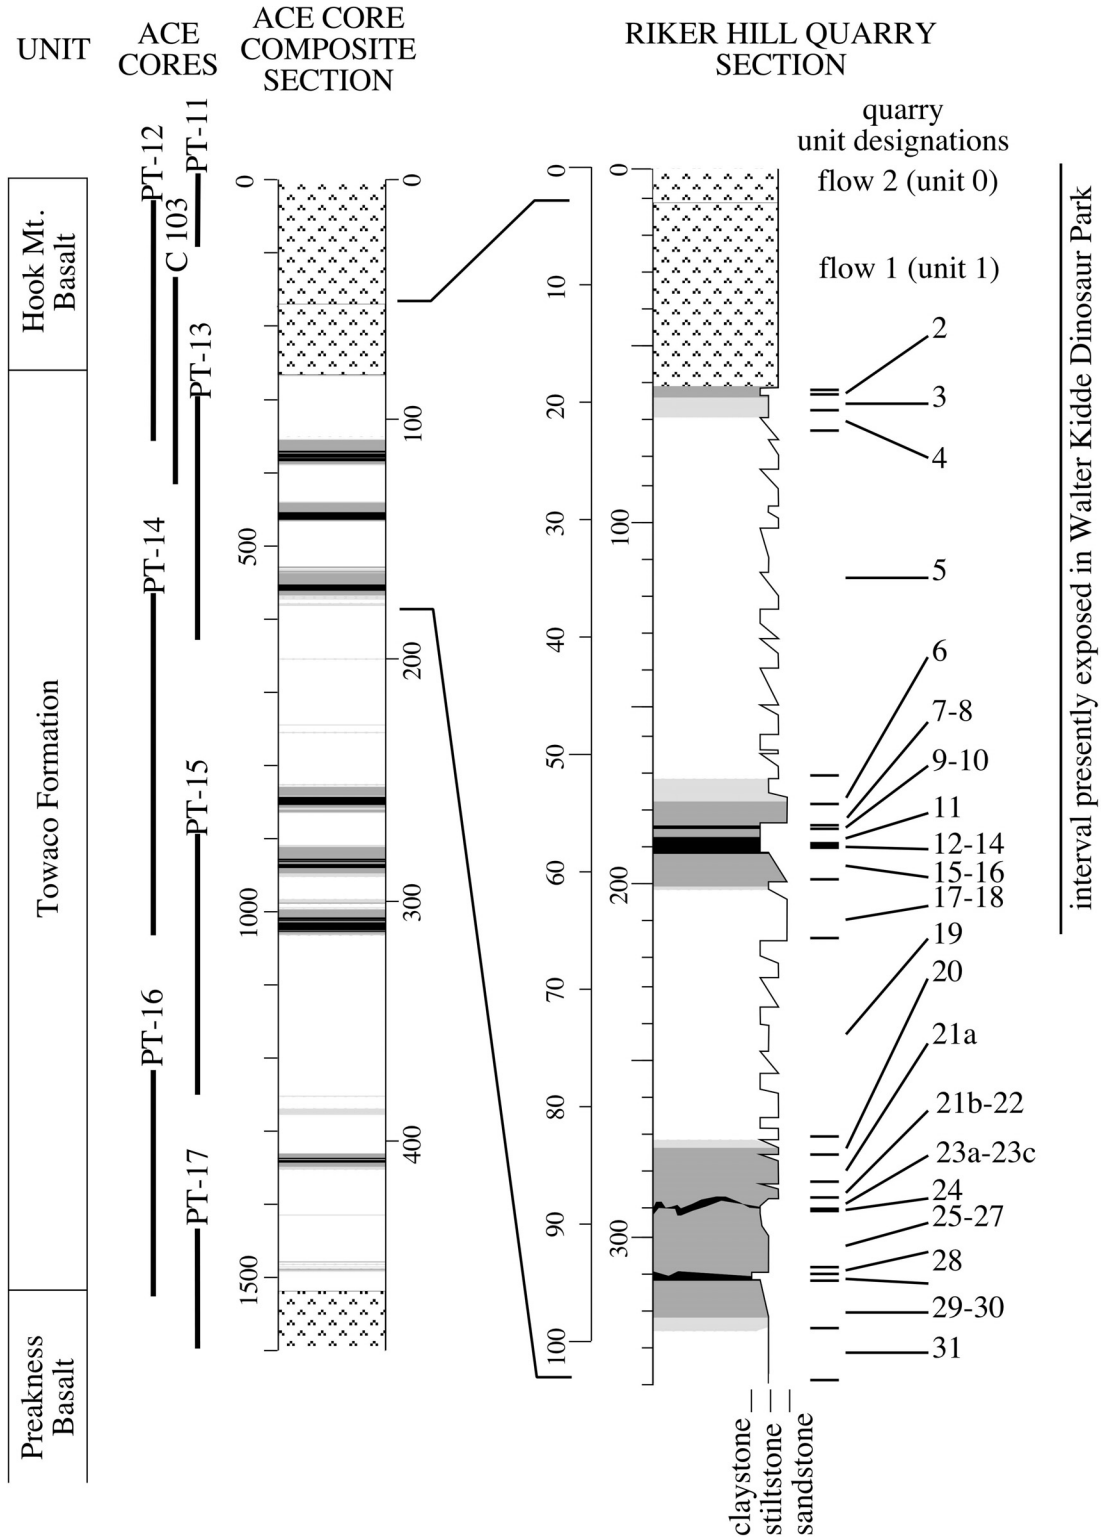 UNIT
ACE
CORES
ACE CORE
COMPOSITE
SECTION
RIKER HILL QUARRY
SECTION
quarry
unit designations
Hook Mt.
Basalt
Towaco Formation
Preakness
Basalt
PT-12
PT-11
C 103
PT-13
PT-14
PT-15
PT-16
PT-17
0
500
1000
1500
0
100
200
300
400
0
10
20
30
40
50
60
70
80
90
100
0
100
200
300
flow 2 (unit 0)
flow 1 (unit 1)
2
3
4
5
6
7-8
9-10
11
12-14
15-16
17-18
19
20
21a
21b-22
23a-23c
24
25-27
28
29-30
31
interval presently exposed in Walter Kidde Dinosaur Park
claystone
stiltstone
sandstone